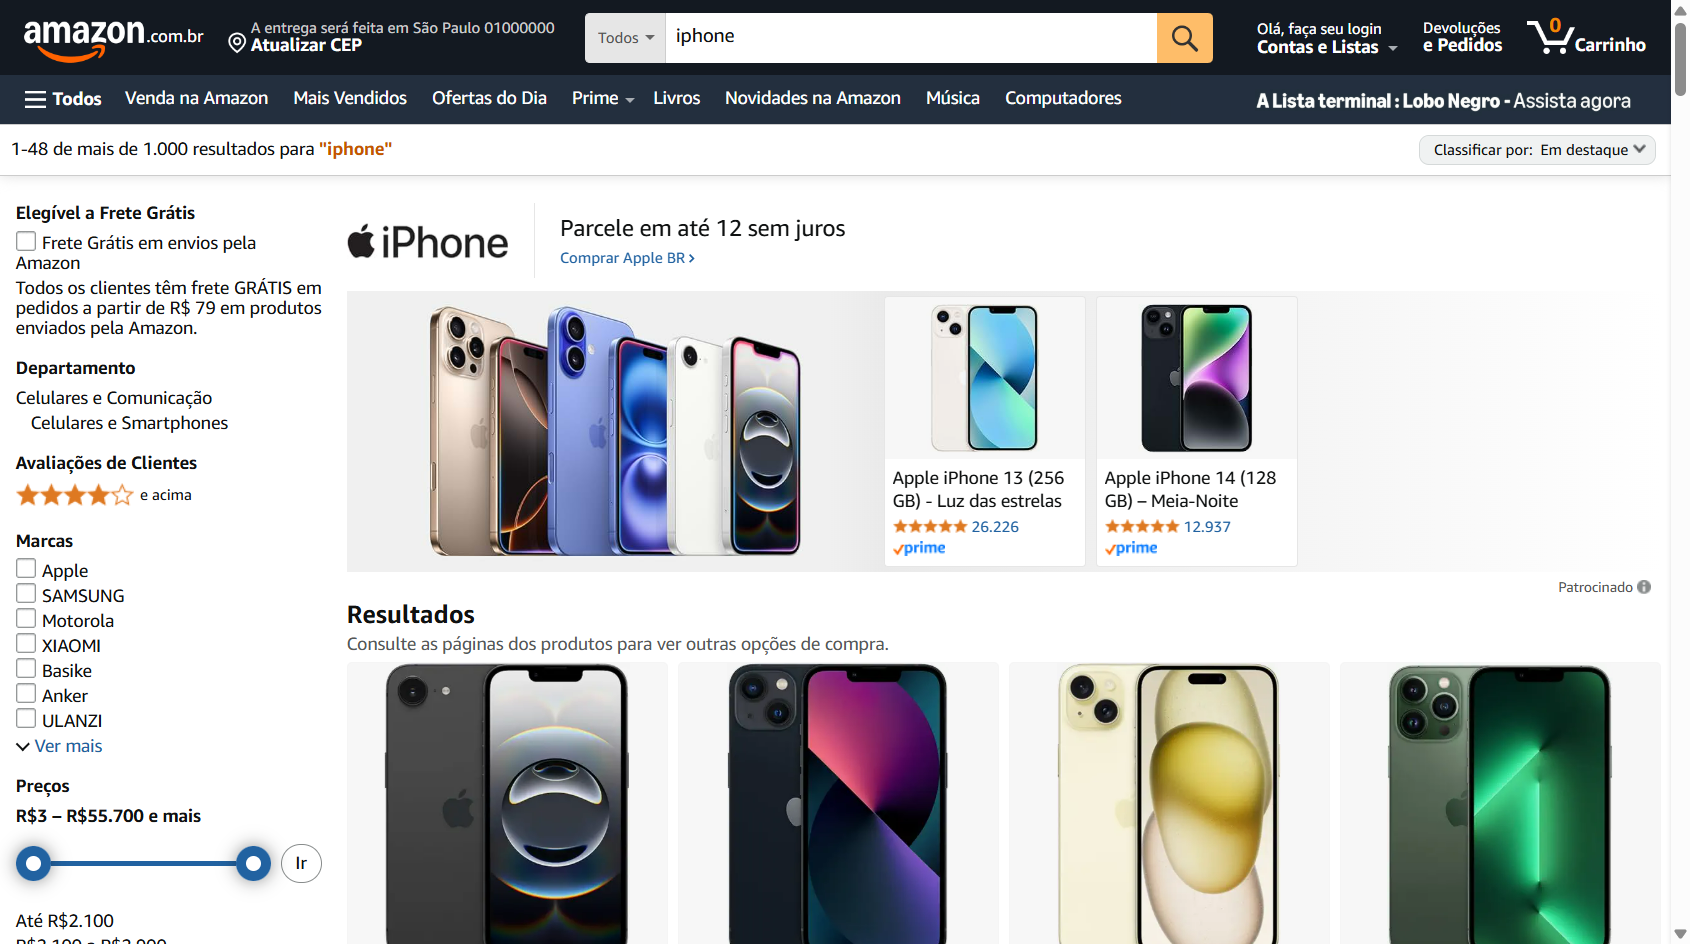 amazon.com.br
A entrega será feita em São Paulo 01000000
Atualizar CEP
Todos
iphone
Olá, faça seu login
Contas e Listas
Devoluções
e Pedidos
0
Carrinho
Todos
Venda na Amazon
Mais Vendidos
Ofertas do Dia
Prime
Livros
Novidades na Amazon
Música
Computadores
A Lista terminal : Lobo Negro - Assista agora
1-48 de mais de 1.000 resultados para "iphone"
Classificar por: Em destaque
Elegível a Frete Grátis
Frete Grátis em envios pela
Amazon
Todos os clientes têm frete GRÁTIS em
pedidos a partir de R$ 79 em produtos
enviados pela Amazon.
Departamento
Celulares e Comunicação
Celulares e Smartphones
Avaliações de Clientes
e acima
Marcas
Apple
SAMSUNG
Motorola
XIAOMI
Basike
Anker
ULANZI
Ver mais
Preços
R$3 – R$55.700 e mais
Ir
Até R$2.100
iPhone
Parcele em até 12 sem juros
Comprar Apple BR
Apple iPhone 13 (256
GB) - Luz das estrelas
26.226
prime
Apple iPhone 14 (128
GB) – Meia-Noite
12.937
prime
Patrocinado
Resultados
Consulte as páginas dos produtos para ver outras opções de compra.